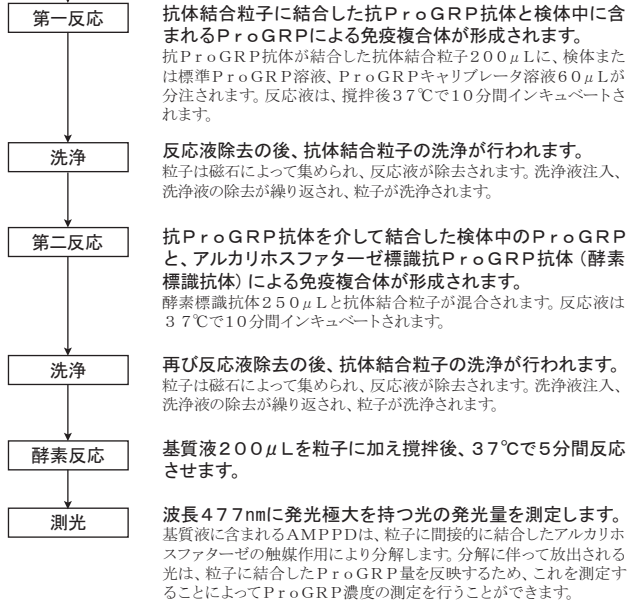 第一反応
抗体結合粒子に結合した抗ProGRP抗体と検体中に含
まれるProGRPによる免疫複合体が形成されます。
抗ProGRP抗体が結合した抗体結合粒子200μLに、検体また
は標準ProGRP溶液、ProGRPキャリブレータ溶液60μLが
分注されます。反応液は、撹拌後37℃で10分間インキュベートさ
れます。
洗浄
反応液除去の後、抗体結合粒子の洗浄が行われます。
粒子は磁石によって集められ、反応液が除去されます。洗浄液注入、
洗浄液の除去が繰り返され、粒子が洗浄されます。
第二反応
抗ProGRP抗体を介して結合した検体中のProGRP
と、アルカリホスファターゼ標識抗ProGRP抗体(酵素
標識抗体)による免疫複合体が形成されます。
酵素標識抗体250μLと抗体結合粒子が混合されます。反応液は
37℃で10分間インキュベートされます。
洗浄
再び反応液除去の後、抗体結合粒子の洗浄が行われます。
粒子は磁石によって集められ、反応液が除去されます。洗浄液注入、
洗浄液の除去が繰り返され、粒子が洗浄されます。
酵素反応
基質液200μLを粒子に加え撹拌後、37℃で5分間反応
させます。
測光
波長477nmに発光極大を持つ光の発光量を測定します。
基質液に含まれるAMPPDは、粒子に間接的に結合したアルカリホ
スファターゼの触媒作用により分解します。分解に伴って放出される
光は、粒子に結合したProGRP量を反映するため、これを測定す
ることによってProGRP濃度の測定を行うことができます。